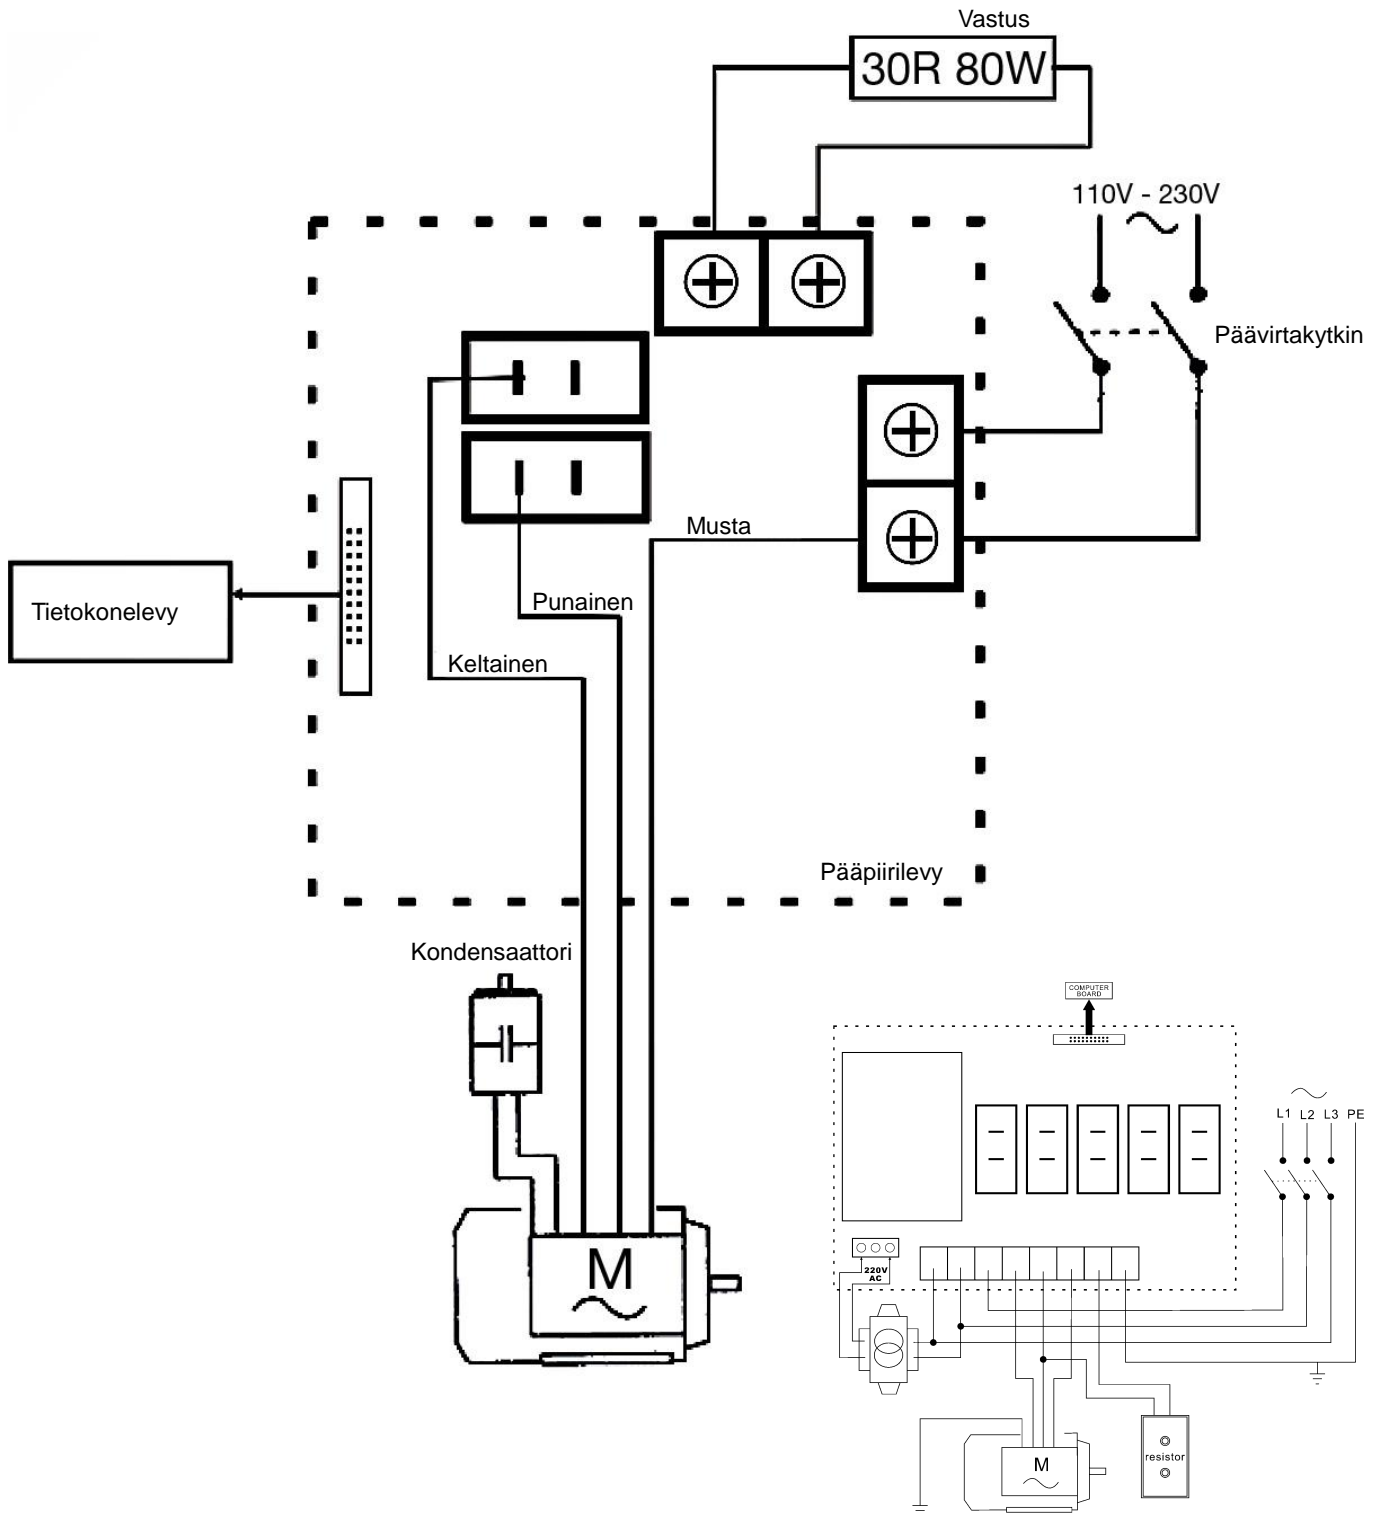 Vastus
30R 80W
110V - 230V
Päävirtakytkin
Musta
Punainen
Tietokonelevy
Keltainen
Pääpiirilevy
Kondensaattori
M
COMPUTER
BOARD
L1 L2 L3 PE
220V
AC
resistor
M